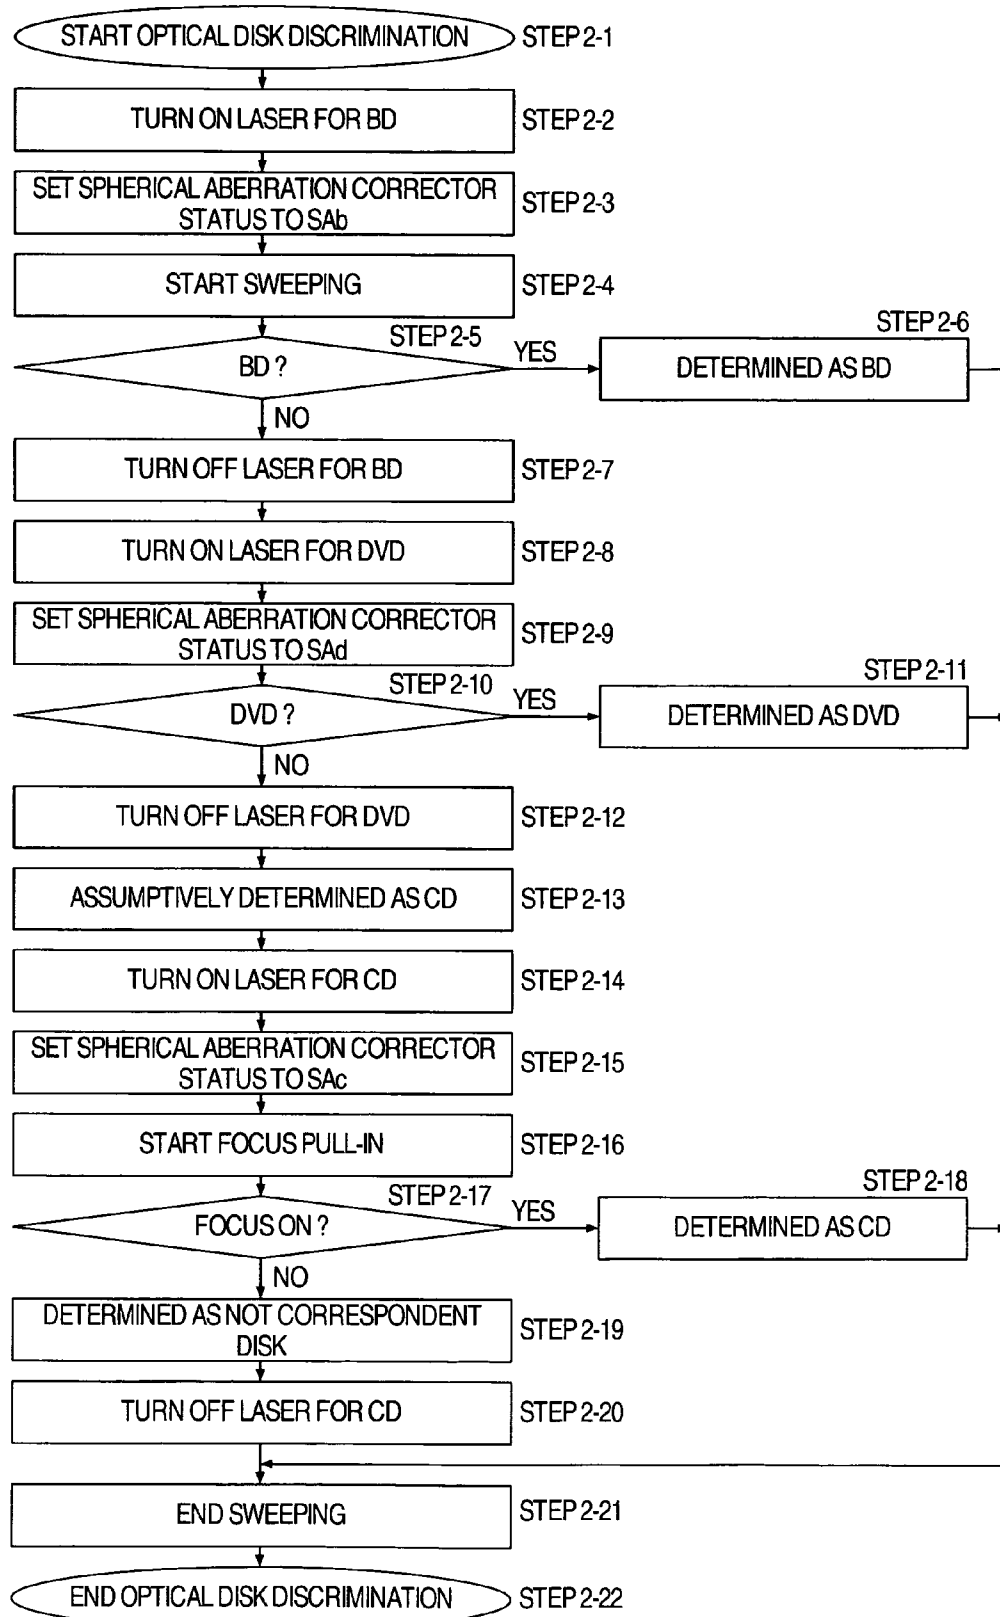 START OPTICAL DISK DISCRIMINATION
STEP 2-1
TURN ON LASER FOR BD
STEP 2-2
SET SPHERICAL ABERRATION CORRECTOR
STATUS TO SAb
STEP 2-3
START SWEEPING
STEP 2-4
STEP 2-5
BD ?
YES
STEP 2-6
DETERMINED AS BD
NO
TURN OFF LASER FOR BD
STEP 2-7
TURN ON LASER FOR DVD
STEP 2-8
SET SPHERICAL ABERRATION CORRECTOR
STATUS TO SAd
STEP 2-9
STEP 2-10
DVD ?
YES
STEP 2-11
DETERMINED AS DVD
NO
TURN OFF LASER FOR DVD
STEP 2-12
ASSUMPTIVELY DETERMINED AS CD
STEP 2-13
TURN ON LASER FOR CD
STEP 2-14
SET SPHERICAL ABERRATION CORRECTOR
STATUS TO SAc
STEP 2-15
START FOCUS PULL-IN
STEP 2-16
STEP 2-17
FOCUS ON ?
YES
STEP 2-18
DETERMINED AS CD
NO
DETERMINED AS NOT CORRESPONDENT
DISK
STEP 2-19
TURN OFF LASER FOR CD
STEP 2-20
END SWEEPING
STEP 2-21
END OPTICAL DISK DISCRIMINATION
STEP 2-22